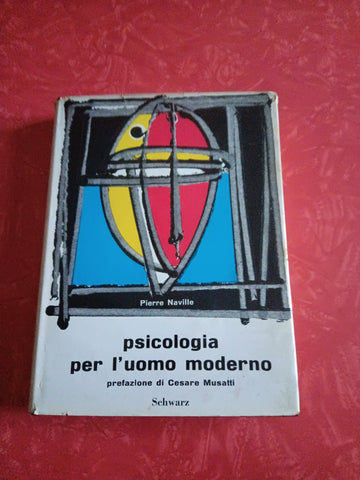 Pierre Naville
psicologia
per l'uomo moderno
prefazione di Cesare Musatti
Schwarz